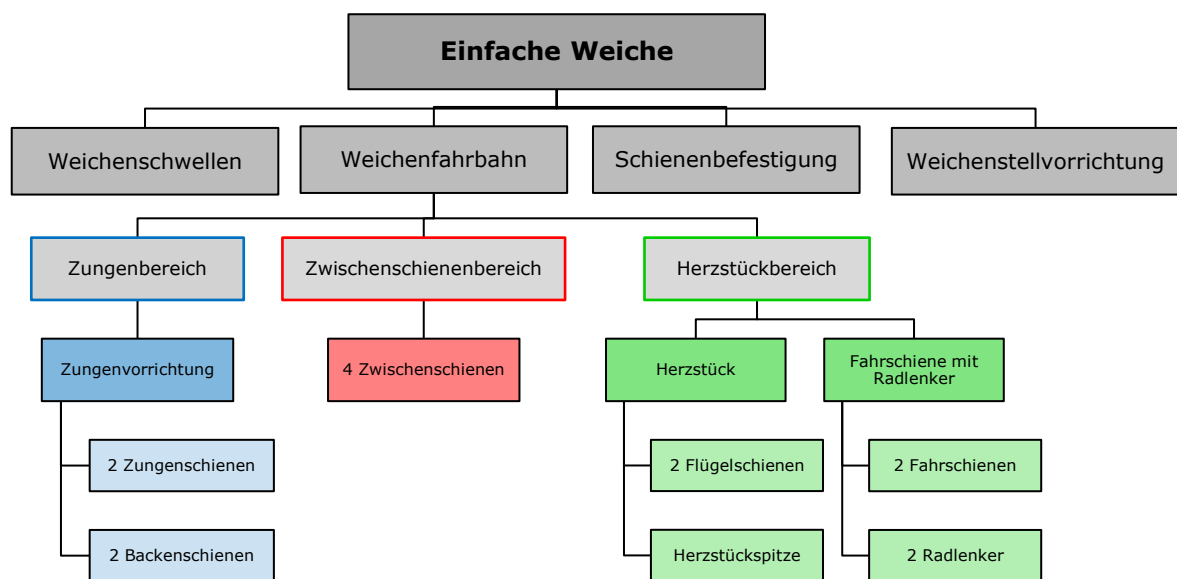 Einfache Weiche
Weichenschwellen
Weichenfahrbahn
Schienenbefestigung
Weichenstellvorrichtung
Zungenbereich
Zwischenschienenbereich
Herzstückbereich
Zungenvorrichtung
4 Zwischenschienen
Herzstück
Fahrschiene mit
Radlenker
2 Zungenschienen
2 Flügelschienen
2 Fahrschienen
2 Backenschienen
Herzstückspitze
2 Radlenker